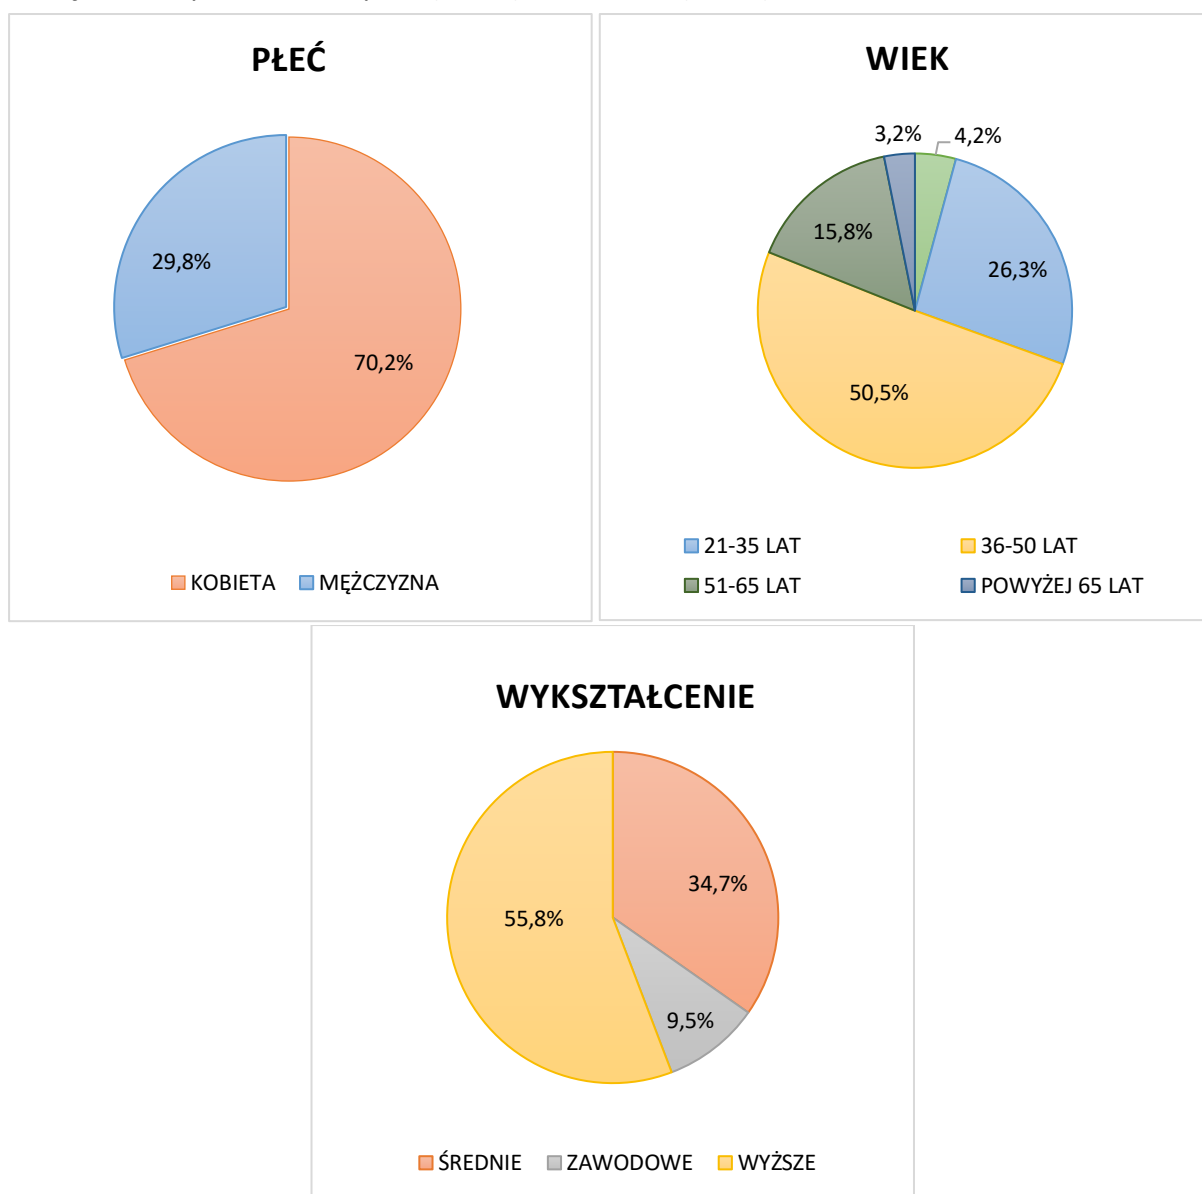 PŁEĆ
29,8%
70,2%
KOBIETA MĘŻCZYZNA
WIEK
3,2% 4,2%
15,8%
26,3%
50,5%
21-35 LAT 36-50 LAT
51-65 LAT POWYŻEJ 65 LAT
WYKSZTAŁCENIE
34,7%
55,8%
9,5%
ŚREDNIE ZAWODOWE WYŻSZE